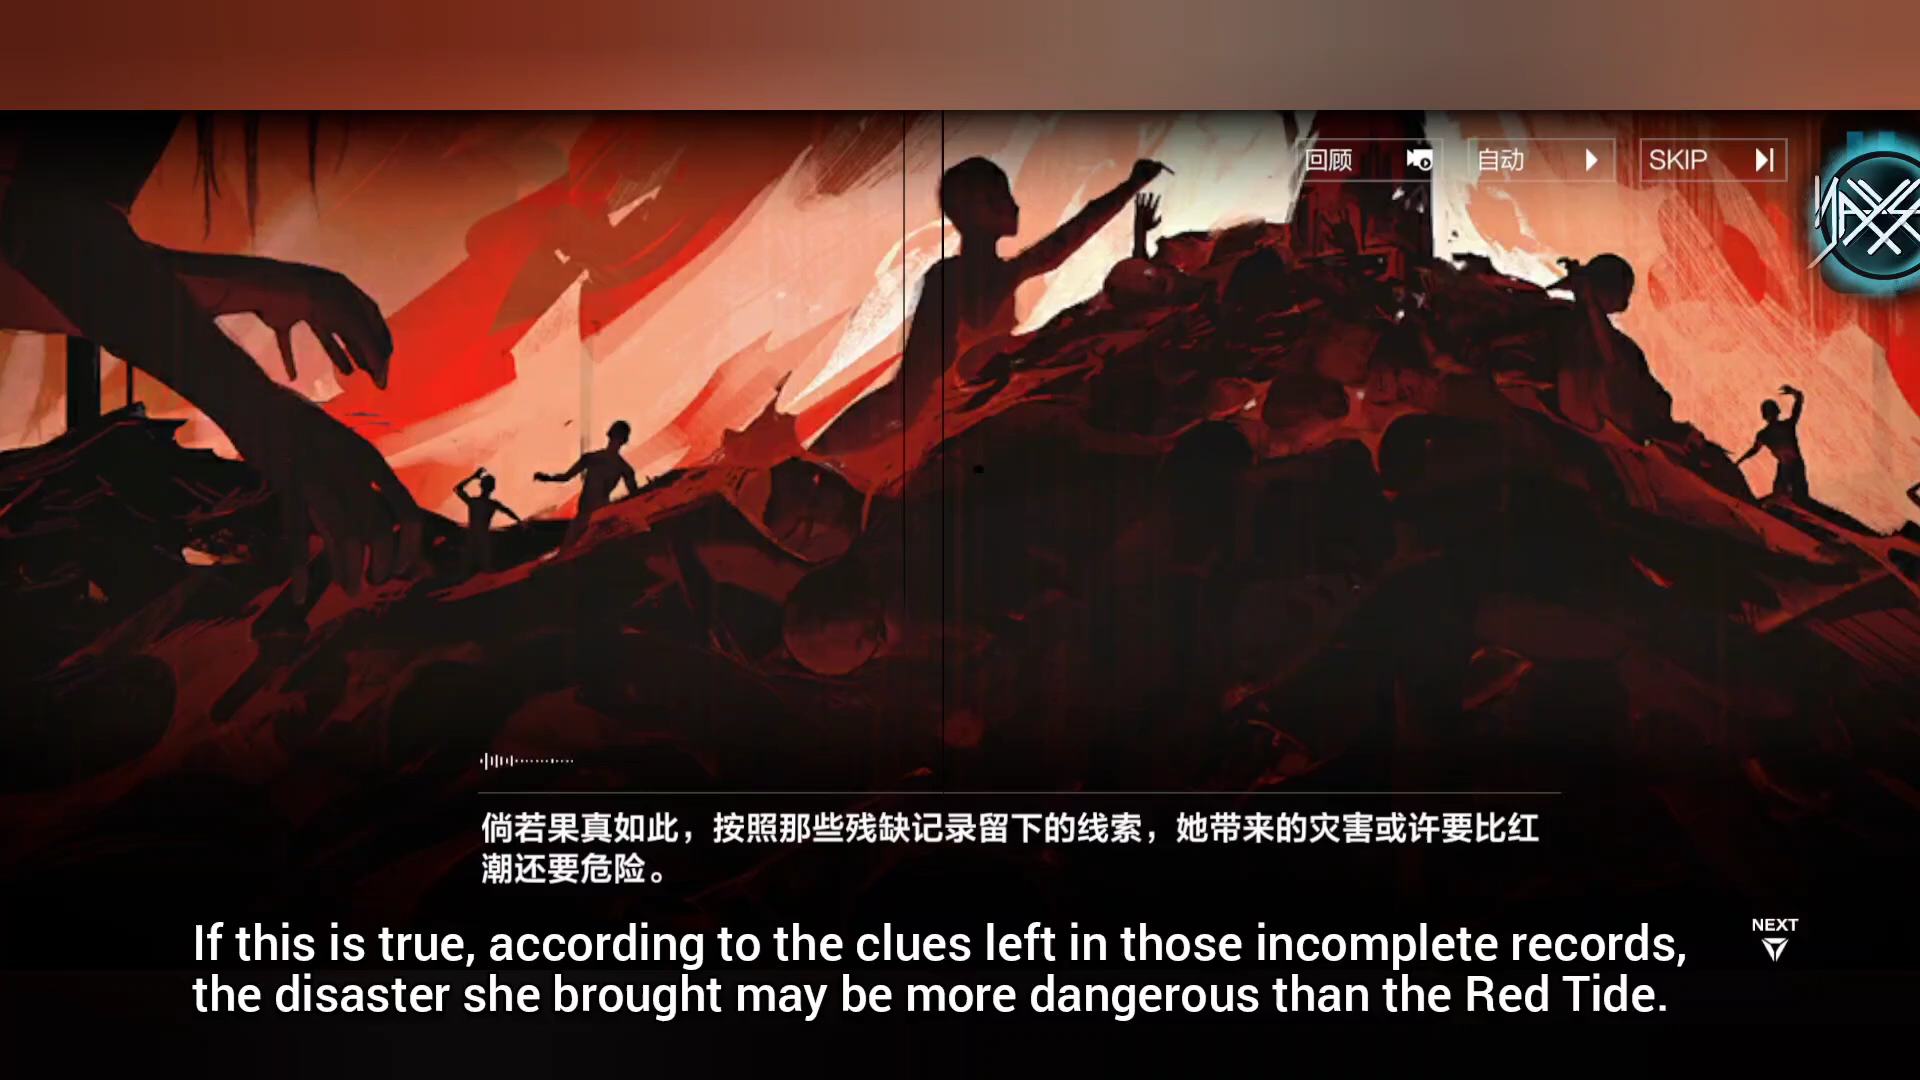 回顾
自动
SKIP
倘若果真如此，按照那些残缺记录留下的线索，她带来的灾害或许要比红
潮还要危险。
If this is true, according to the clues left in those incomplete records,
the disaster she brought may be more dangerous than the Red Tide.
NEXT